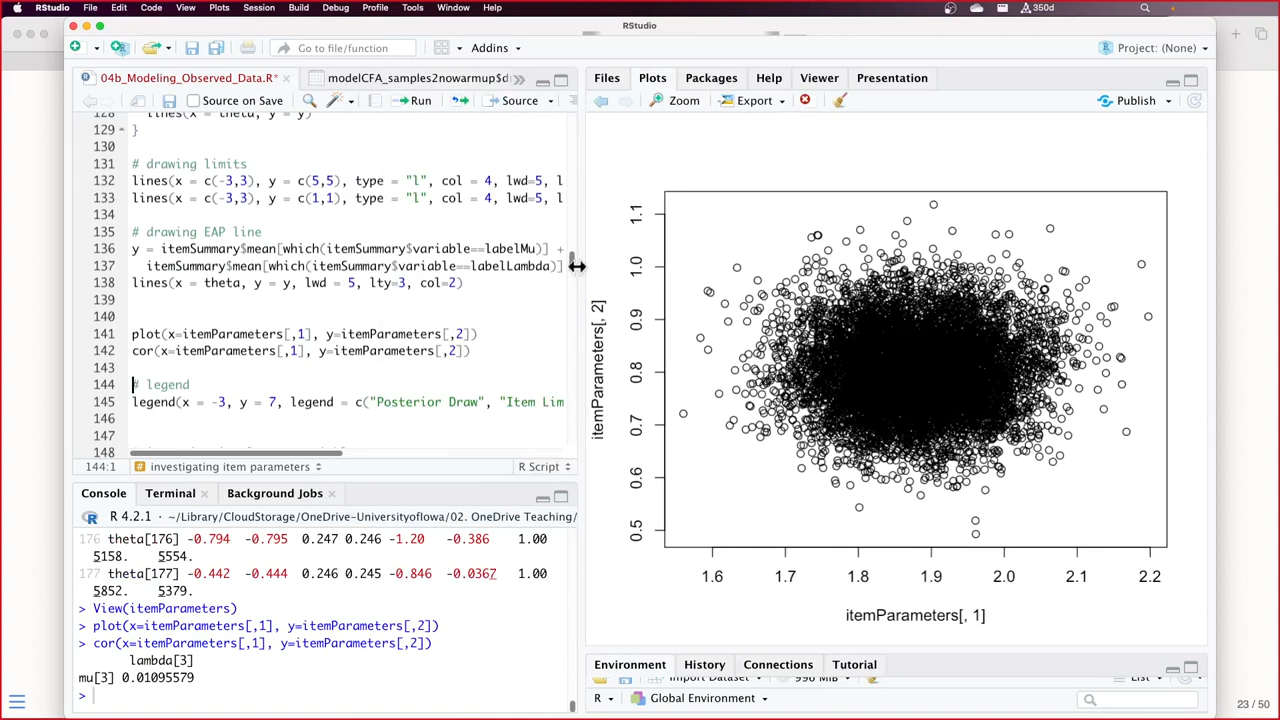 RStudio File Edit Code View Plots Session Build Debug Profile Tools Window Help 350d
RStudio
Go to file/function Addins Project: (None)
04b_Modeling_Observed_Data.R* modelCFA_samples2nowarmup$d
Source on Save Run Source
128 lines(x = theta, y = y)
129 }
130
131 # drawing limits
132 lines(x = c(-3,3), y = c(5,5), type = "l", col = 4, lwd=5, l
133 lines(x = c(-3,3), y = c(1,1), type = "l", col = 4, lwd=5, l
134
135 # drawing EAP line
136 y = itemSummary$mean[which(itemSummary$variable==labelMu)] +
137 itemSummary$mean[which(itemSummary$variable==labelLambda)]
138 lines(x = theta, y = y, lwd = 5, lty=3, col=2)
139
140
141 plot(x=itemParameters[,1], y=itemParameters[,2])
142 cor(x=itemParameters[,1], y=itemParameters[,2])
143
144 # legend
145 legend(x = -3, y = 7, legend = c("Posterior Draw", "Item Lim
146
147
148
144:1 # investigating item parameters R Script
Console Terminal Background Jobs
R 4.2.1 · ~/Library/CloudStorage/OneDrive-UniversityofIowa/02. OneDrive Teaching/
176 theta[176] -0.794 -0.795 0.247 0.246 -1.20 -0.386 1.00
5158. 5554.
177 theta[177] -0.442 -0.444 0.246 0.245 -0.846 -0.0367 1.00
5852. 5379.
> View(itemParameters)
> plot(x=itemParameters[,1], y=itemParameters[,2])
> cor(x=itemParameters[,1], y=itemParameters[,2])
lambda[3]
mu[3] 0.01095579
>
Files Plots Packages Help Viewer Presentation
Zoom Export Publish
itemParameters[, 2]
1.1
1.0
0.9
0.8
0.7
0.6
0.5
1.6 1.7 1.8 1.9 2.0 2.1 2.2
itemParameters[, 1]
Environment History Connections Tutorial
Import Dataset 996 MiB List
R Global Environment
23 / 50